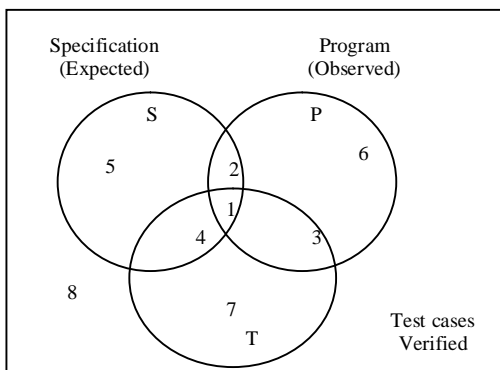 Specification
(Expected)
Program
(Observed)
S
P
5
2
6
1
4
3
8
7
T
Test cases
Verified